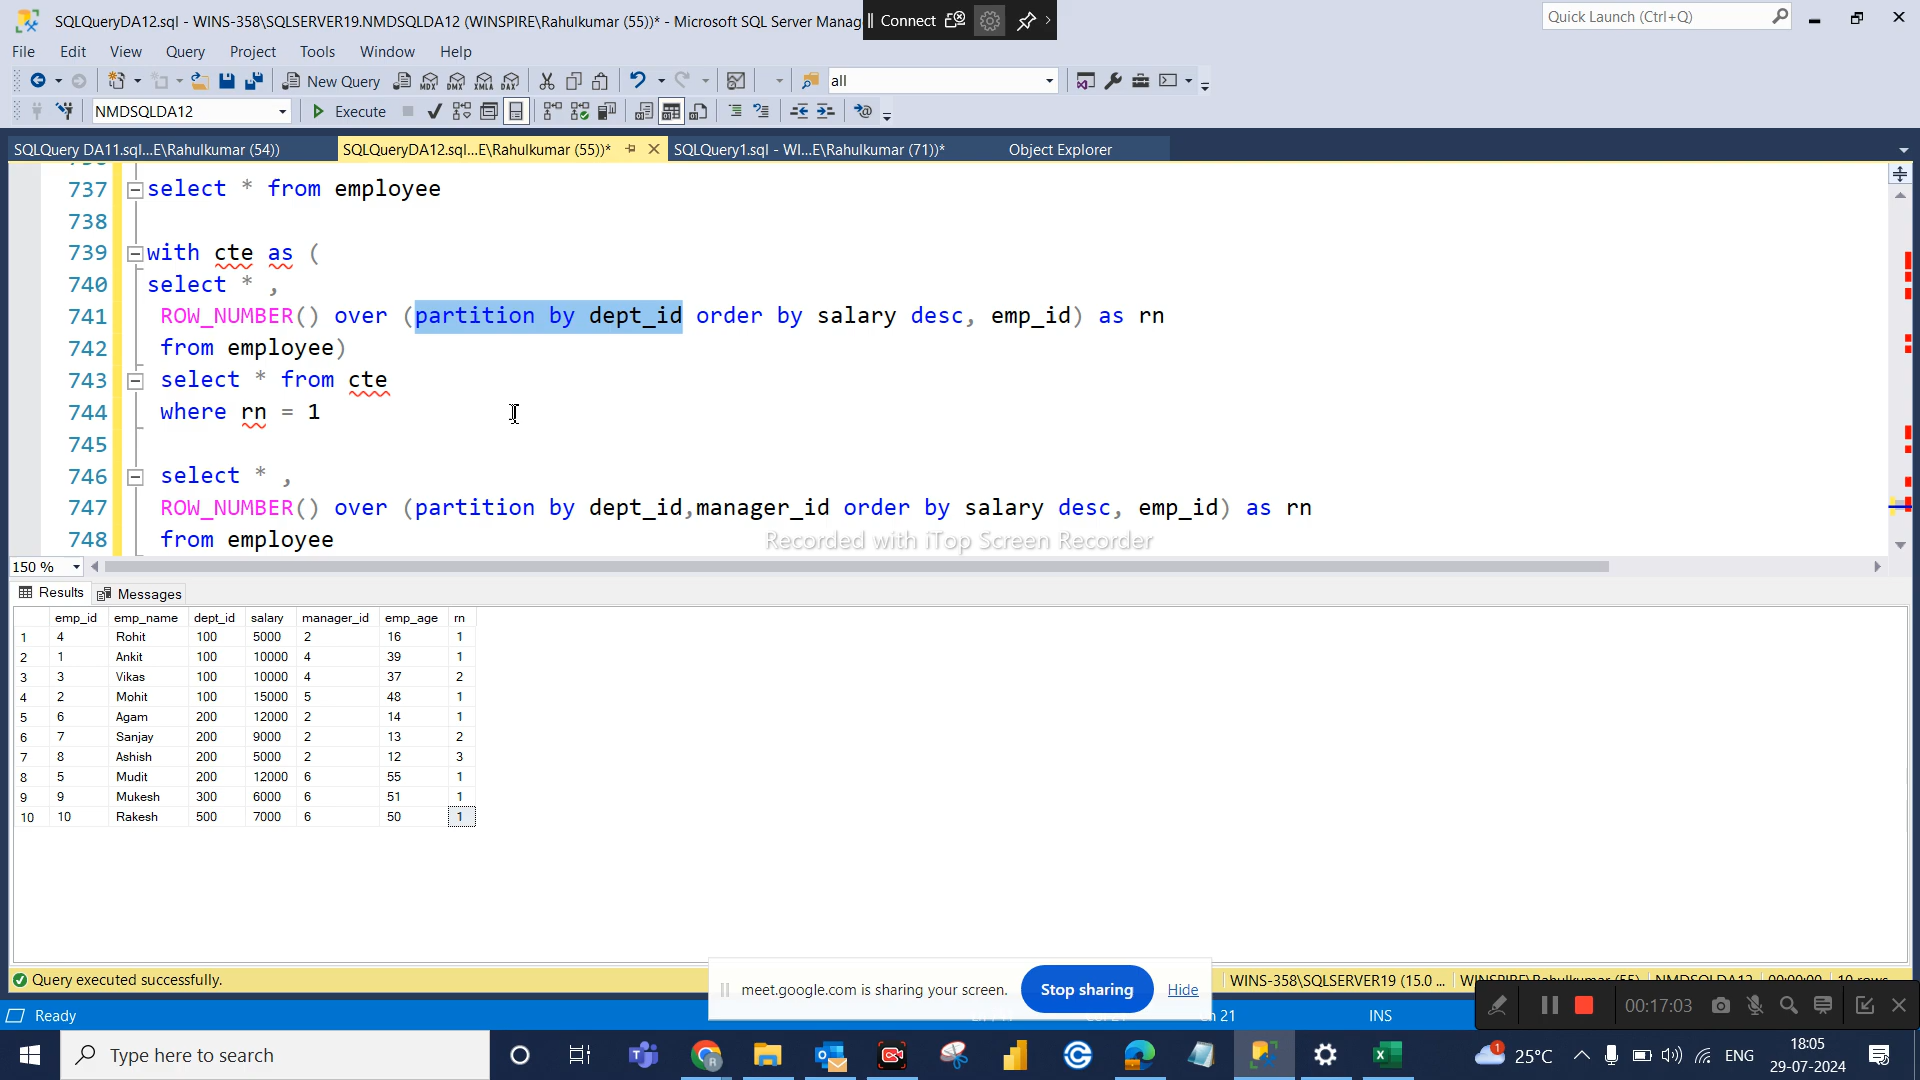 SQLQueryDA12.sql - WINS-358\SQLSERVER19.NMDSQLDA12 (WINSPIRE\Rahulkumar (55))* - Microsoft SQL Server Manag
Connect
Quick Launch (Ctrl+Q)
File Edit View Query Project Tools Window Help
New Query MDX DMX XMLA DAX all
NMDSQLDA12 Execute
SQLQuery DA11.sql...E\Rahulkumar (54)) SQLQueryDA12.sql...E\Rahulkumar (55))* SQLQuery1.sql - WI...E\Rahulkumar (71))* Object Explorer
737 select * from employee
738
739 with cte as (
740 select * ,
741 ROW_NUMBER() over (partition by dept_id order by salary desc, emp_id) as rn
742 from employee)
743 select * from cte
744 where rn = 1
745
746 select * ,
747 ROW_NUMBER() over (partition by dept_id,manager_id order by salary desc, emp_id) as rn
748 from employee
Recorded with iTop Screen Recorder
150 %
Results Messages
emp_id emp_name dept_id salary manager_id emp_age rn
1 4 Rohit 100 5000 2 16 1
2 1 Ankit 100 10000 4 39 1
3 3 Vikas 100 10000 4 37 2
4 2 Mohit 100 15000 5 48 1
5 6 Agam 200 12000 2 14 1
6 7 Sanjay 200 9000 2 13 2
7 8 Ashish 200 5000 2 12 3
8 5 Mudit 200 12000 6 55 1
9 9 Mukesh 300 6000 6 51 1
10 10 Rakesh 500 7000 6 50 1
Query executed successfully.
WINS-358\SQLSERVER19 (15.0 ...
meet.google.com is sharing your screen. Stop sharing Hide
Ready
INS
00:17:03
Type here to search
1
25°C
ENG
18:05
29-07-2024